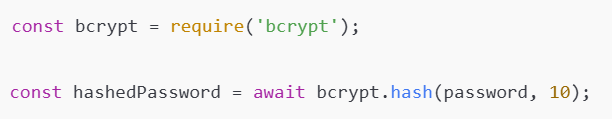 const bcrypt = require('bcrypt');
const hashedPassword = await bcrypt.hash(password, 10);